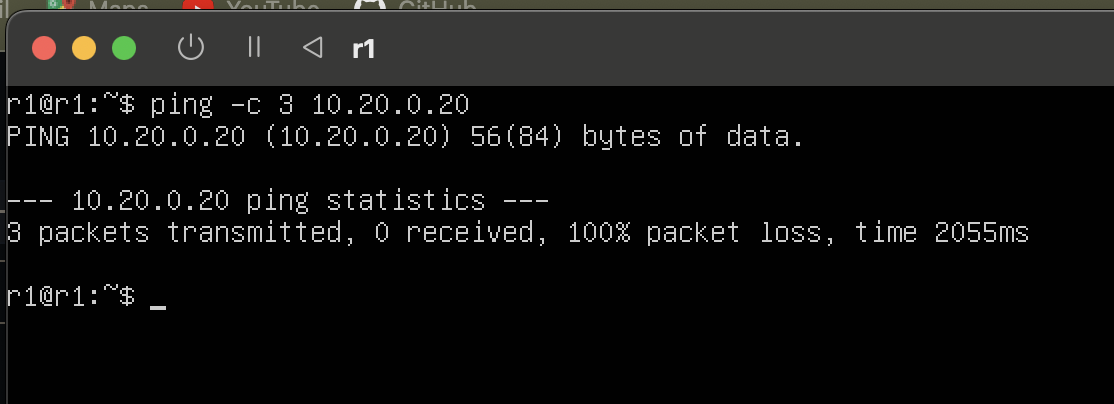 Maps YouTube GitHub
r1
r1@r1:~$ ping -c 3 10.20.0.20
PING 10.20.0.20 (10.20.0.20) 56(84) bytes of data.
--- 10.20.0.20 ping statistics ---
3 packets transmitted, 0 received, 100% packet loss, time 2055ms
r1@r1:~$ _